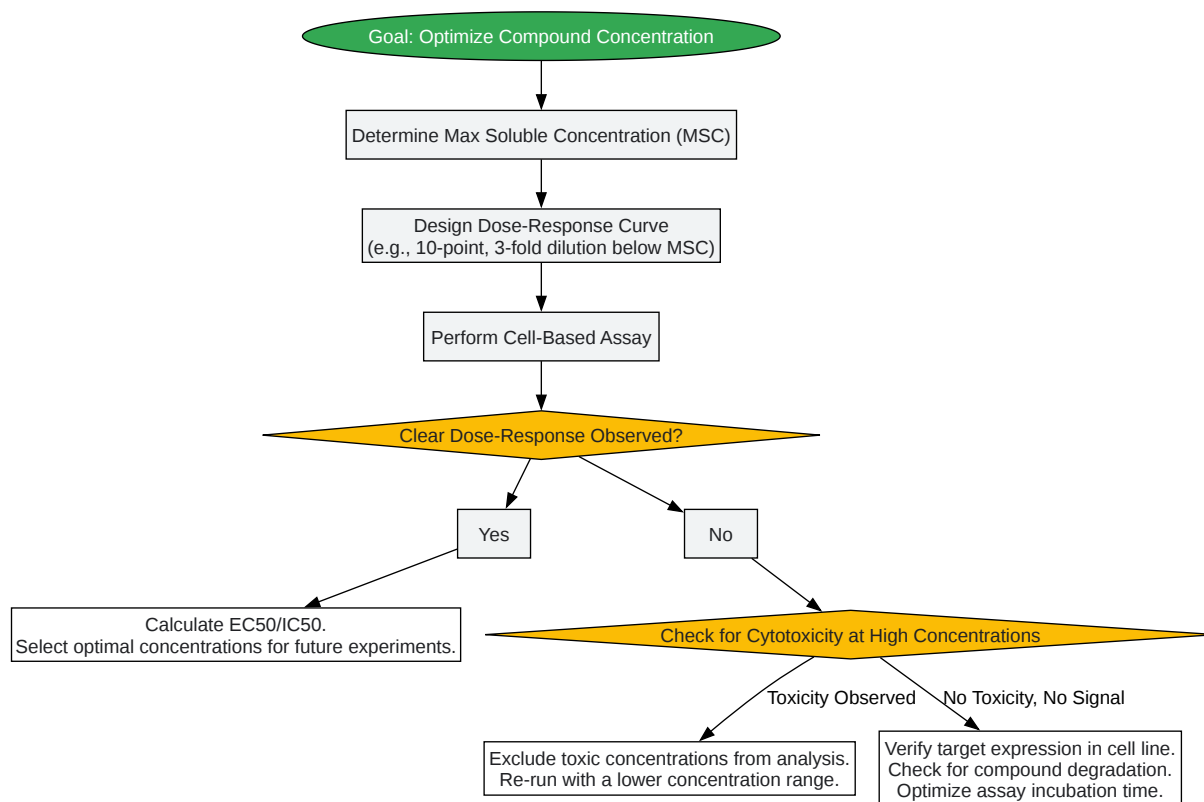 Goal: Optimize Compound Concentration
Determine Max Soluble Concentration (MSC)
Design Dose-Response Curve
(e.g., 10-point, 3-fold dilution below MSC)
Perform Cell-Based Assay
Clear Dose-Response Observed?
Yes
No
Calculate EC50/IC50.
Select optimal concentrations for future experiments.
Check for Cytotoxicity at High Concentrations
Toxicity Observed
No Toxicity, No Signal
Exclude toxic concentrations from analysis.
Re-run with a lower concentration range.
Verify target expression in cell line.
Check for compound degradation.
Optimize assay incubation time.